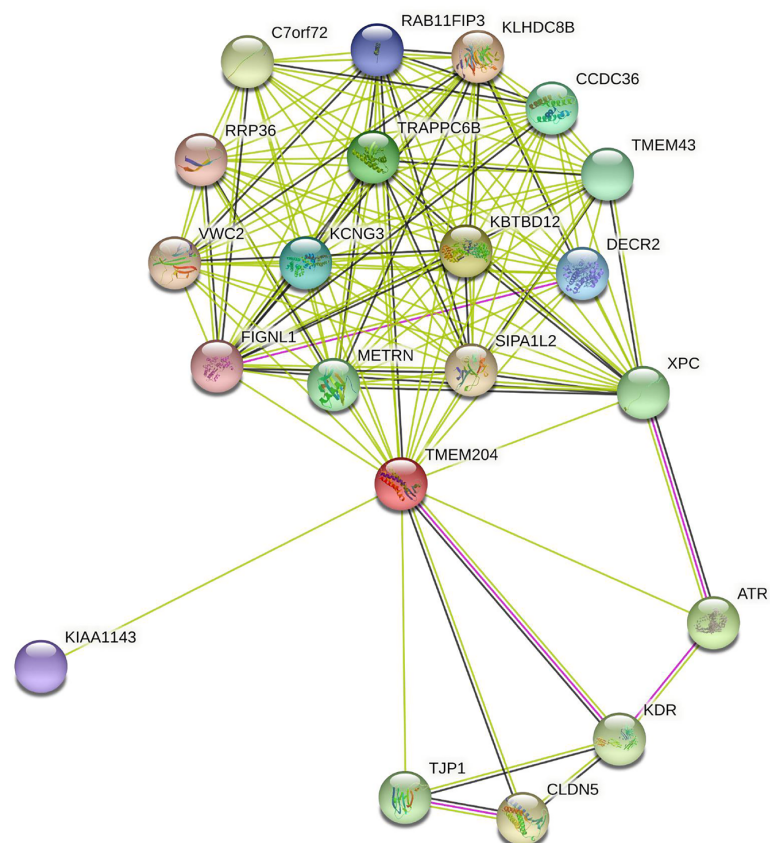 RAB11FIP3
KLHDC8B
C7orf72
CCDC36
RRP36
TRAPPC6B
TMEM43
VWC2
KCNG3
KBTBD12
DECR2
FIGNL1
METRN
SIPA1L2
XPC
TMEM204
ATR
KIAA1143
KDR
TJP1
CLDN5